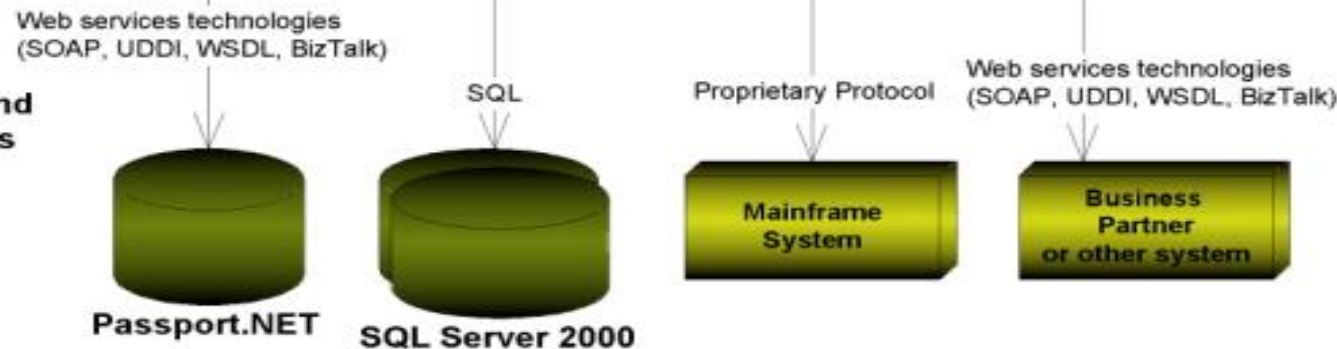 Web services technologies
(SOAP, UDDI, WSDL, BizTalk)
SQL
Proprietary Protocol
Web services technologies
(SOAP, UDDI, WSDL, BizTalk)
nd
s
Passport.NET
SQL Server 2000
Mainframe
System
Business
Partner
or other system